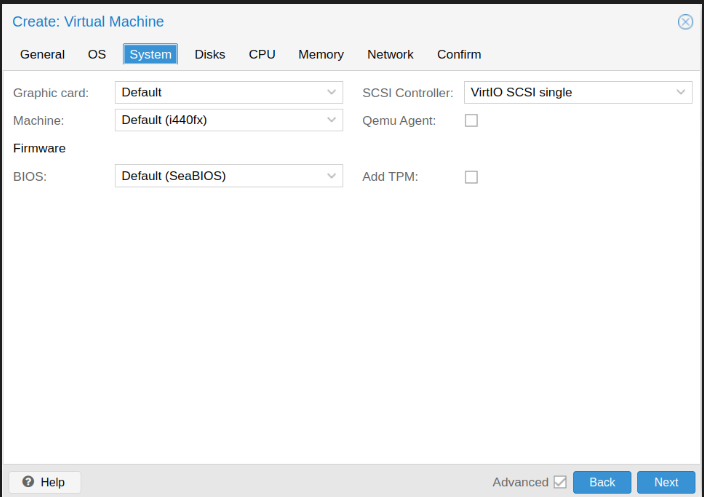 Create: Virtual Machine
General OS System Disks CPU Memory Network Confirm
Graphic card: Default SCSI Controller: VirtIO SCSI single
Machine: Default (i440fx) Qemu Agent:
Firmware
BIOS: Default (SeaBIOS) Add TPM:
Help Advanced Back Next